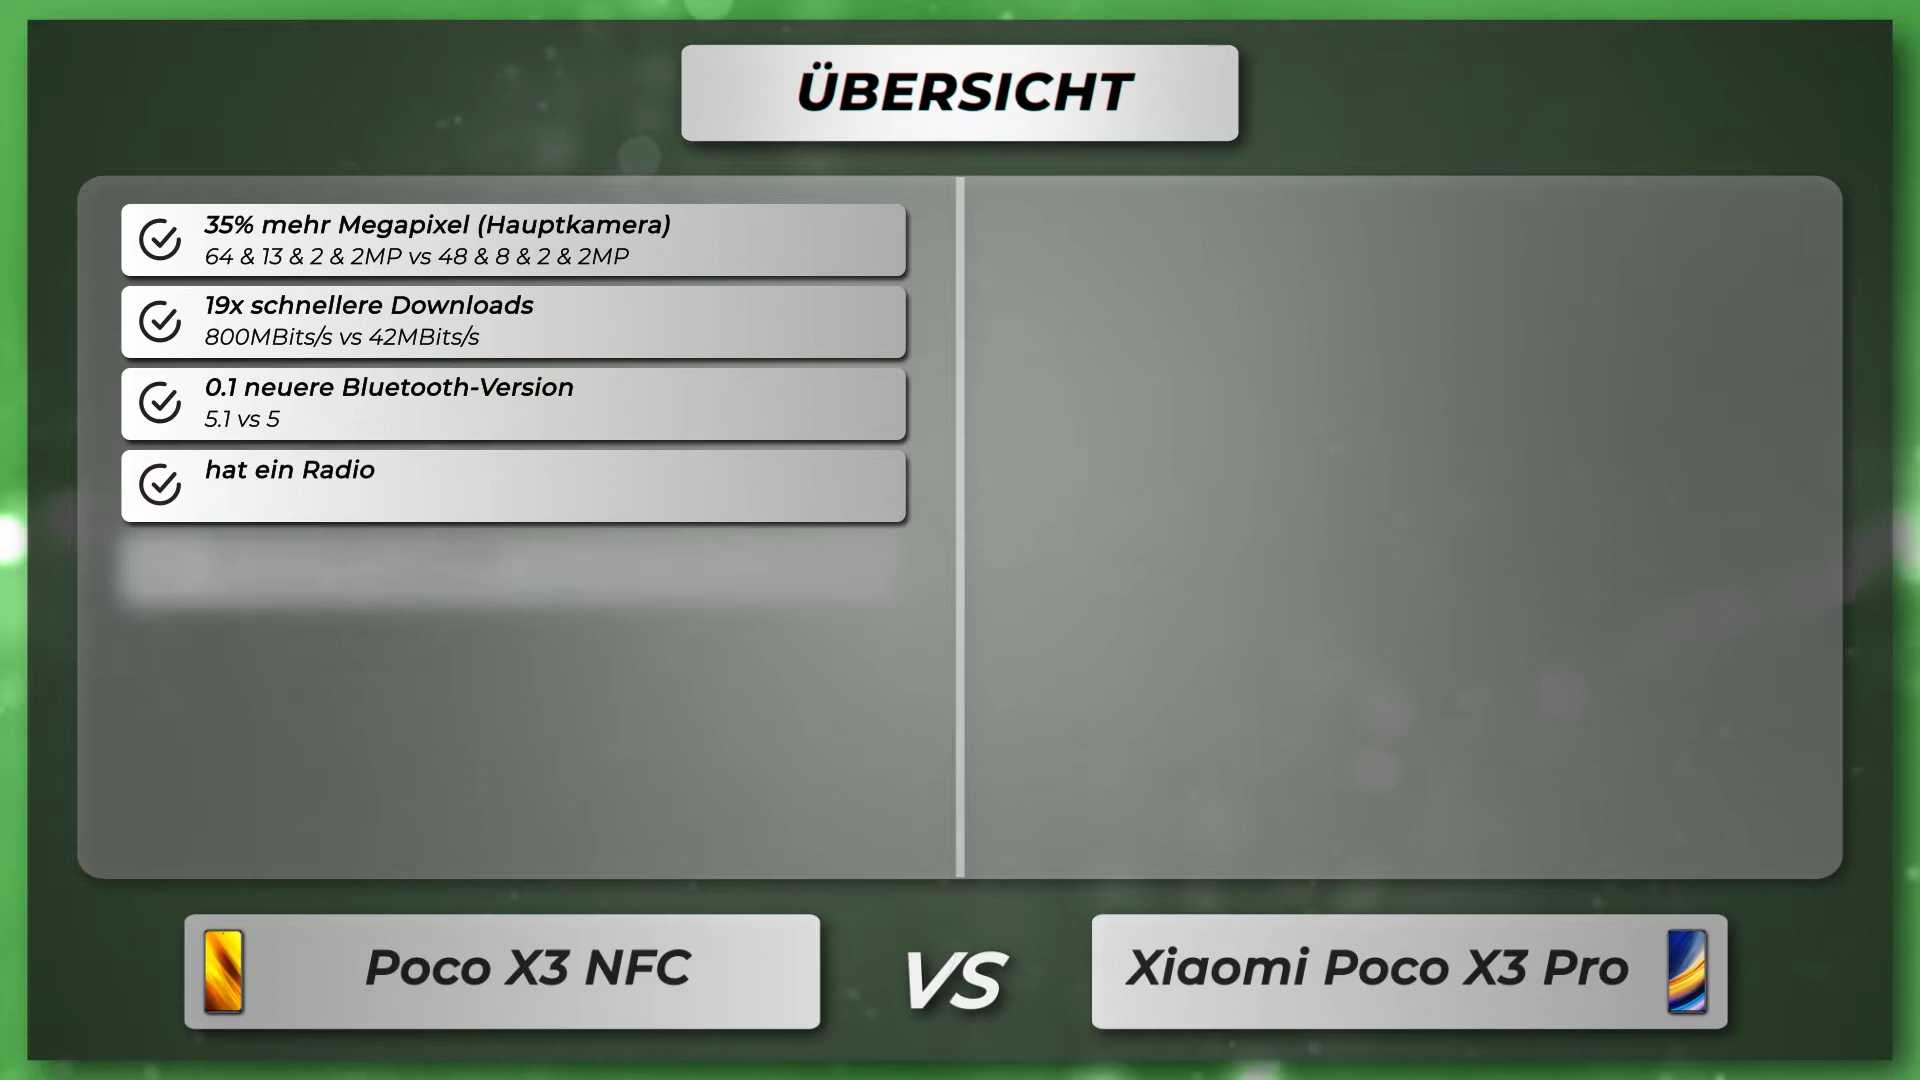 ÜBERSICHT
35% mehr Megapixel (Hauptkamera)
64 & 13 & 2 & 2MP vs 48 & 8 & 2 & 2MP
19x schnellere Downloads
800MBits/s vs 42MBits/s
0.1 neuere Bluetooth-Version
5.1 vs 5
hat ein Radio
Poco X3 NFC
VS
Xiaomi Poco X3 Pro